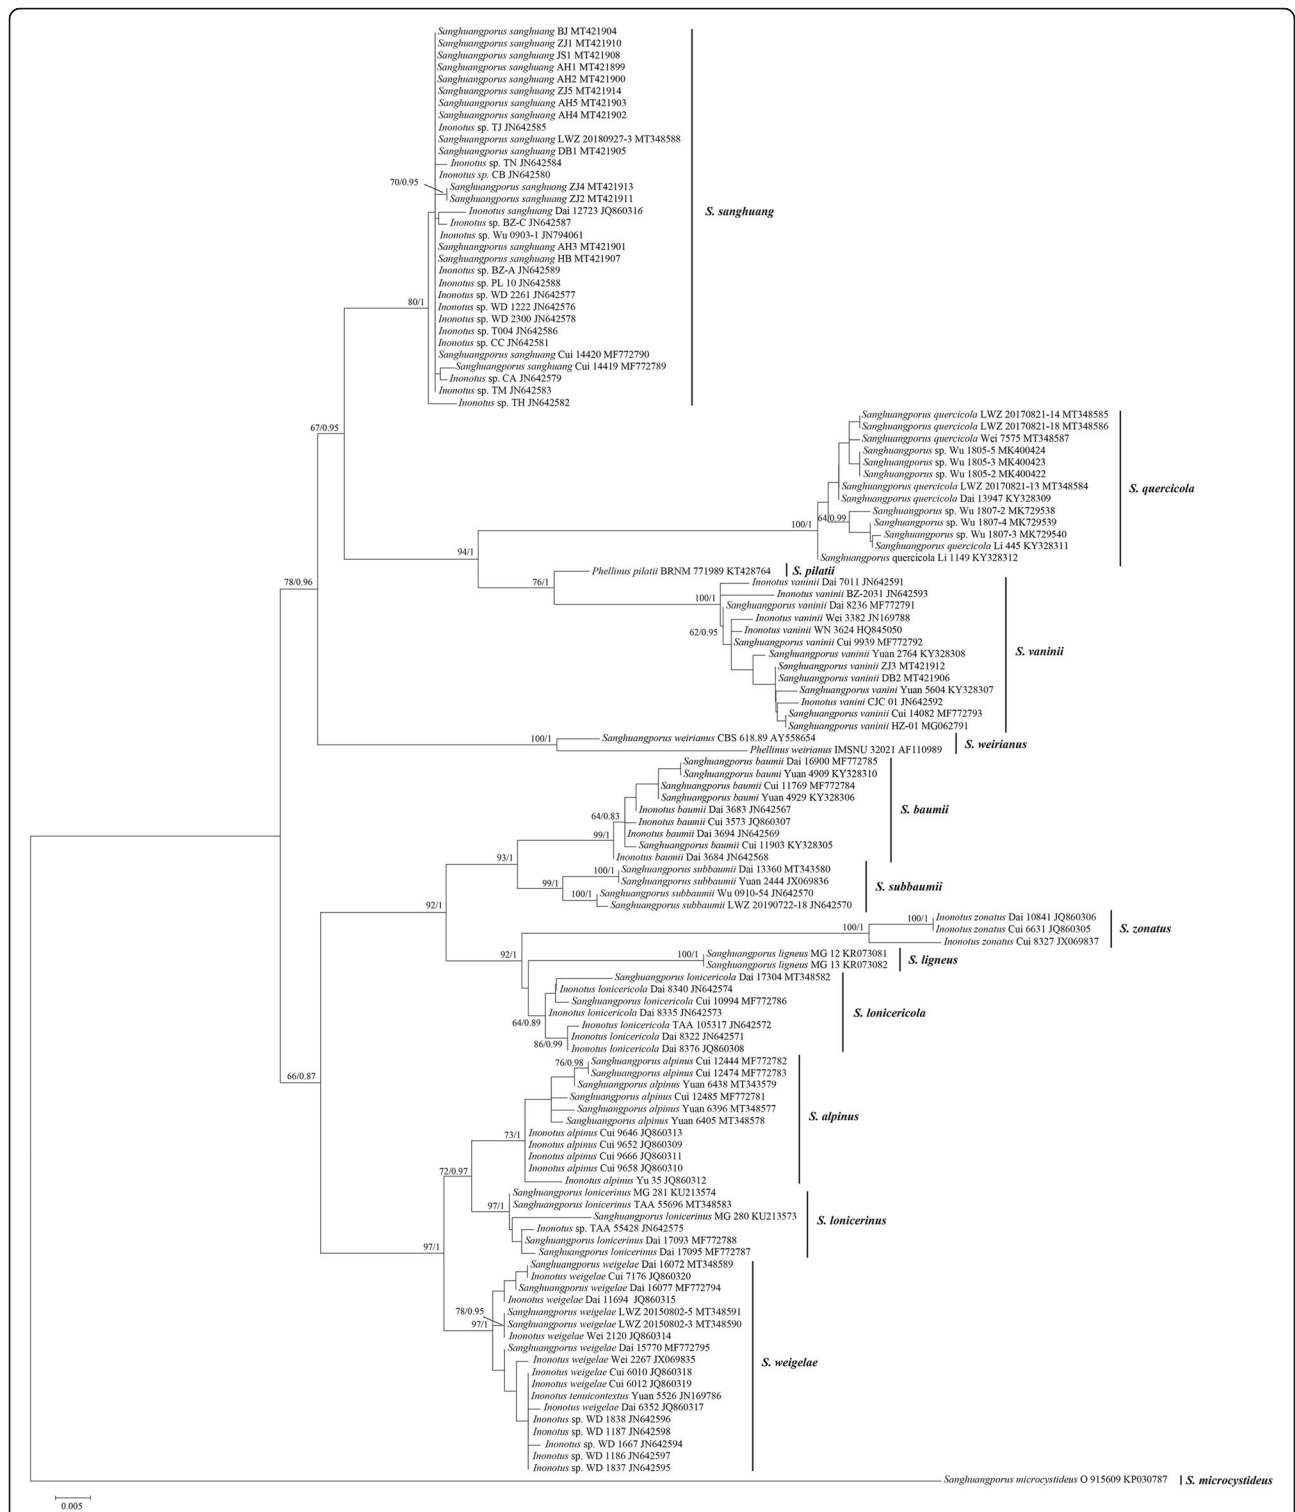 Sanghuangporus sanghuang BJ MT421904
Sanghuangporus sanghuang ZJ1 MT421910
Sanghuangporus sanghuang JS1 MT421908
Sanghuangporus sanghuang AH1 MT421899
Sanghuangporus sanghuang AH2 MT421900
Sanghuangporus sanghuang ZJ5 MT421914
Sanghuangporus sanghuang AH5 MT421903
Sanghuangporus sanghuang AH4 MT421902
Inonotus sp. TJ JN642585
Sanghuangporus sanghuang LWZ 20180927-3 MT348588
Sanghuangporus sanghuang DB1 MT421905
Inonotus sp. TN JN642584
Inonotus sp. CB JN642580
70/0.95
Sanghuangporus sanghuang ZJ4 MT421913
Sanghuangporus sanghuang ZJ2 MT421911
Inonotus sanghuang Dai 12723 JQ860316
S. sanghuang
Inonotus sp. BZ-C JN642587
Inonotus sp. Wu 0903-1 JN794061
Sanghuangporus sanghuang AH3 MT421901
Sanghuangporus sanghuang HB MT421907
Inonotus sp. BZ-A JN642589
Inonotus sp. PL 10 JN642588
Inonotus sp. WD 2261 JN642577
80/1
Inonotus sp. WD 1222 JN642576
Inonotus sp. WD 2300 JN642578
Inonotus sp. T004 JN642586
Inonotus sp. CC JN642581
Sanghuangporus sanghuang Cui 14420 MF772790
Sanghuangporus sanghuang Cui 14419 MF772789
Inonotus sp. CA JN642579
Inonotus sp. TM JN642583
Inonotus sp. TH JN642582
67/0.95
Sanghuangporus quercicola LWZ 20170821-14 MT348585
Sanghuangporus quercicola LWZ 20170821-18 MT348586
Sanghuangporus quercicola Wei 7575 MT348587
Sanghuangporus sp. Wu 1805-5 MK400424
Sanghuangporus sp. Wu 1805-3 MK400423
Sanghuangporus sp. Wu 1805-2 MK400422
Sanghuangporus quercicola LWZ 20170821-13 MT348584
S. quercicola
Sanghuangporus quercicola Dai 13947 KY328309
Sanghuangporus sp. Wu 1807-2 MK729538
64/0.99
Sanghuangporus sp. Wu 1807-4 MK729539
100/1
Sanghuangporus sp. Wu 1807-3 MK729540
Sanghuangporus quercicola Li 445 KY328311
Sanghuangporus quercicola Li 1149 KY328312
94/1
Phellinus pilatii BRNM 771989 KT428764
S. pilatii
78/0.96
76/1
Inonotus vaninii Dai 7011 JN642591
Inonotus vaninii BZ-2031 JN642593
100/1
Sanghuangporus vaninii Dai 8236 MF772791
Inonotus vaninii Wei 3382 JN169788
62/0.95
Inonotus vaninii WN 3624 HQ845050
Sanghuangporus vaninii Cui 9939 MF772792
S. vaninii
Sanghuangporus vaninii Yuan 2764 KY328308
Sanghuangporus vaninii ZJ3 MT421912
Sanghuangporus vaninii DB2 MT421906
Sanghuangporus vanini Yuan 5604 KY328307
Inonotus vanini CJC 01 JN642592
Sanghuangporus vaninii Cui 14082 MF772793
Sanghuangporus vaninii HZ-01 MG062791
100/1
Sanghuangporus weirianus CBS 618.89 AY558654
S. weirianus
Phellinus weirianus IMSNU 32021 AF110989
Sanghuangporus baumii Dai 16900 MF772785
Sanghuangporus baumi Yuan 4909 KY328310
Sanghuangporus baumii Cui 11769 MF772784
Sanghuangporus baumi Yuan 4929 KY328306
Inonotus baumii Dai 3683 JN642567
S. baumii
64/0.83
Inonotus baumii Cui 3573 JQ860307
Inonotus baumii Dai 3694 JN642569
99/1
Sanghuangporus baumii Cui 11903 KY328305
Inonotus baumii Dai 3684 JN642568
93/1
100/1
Sanghuangporus subbaumii Dai 13360 MT343580
Sanghuangporus subbaumii Yuan 2444 JX069836
S. subbaumii
99/1
100/1
Sanghuangporus subbaumii Wu 0910-54 JN642570
Sanghuangporus subbaumii LWZ 20190722-18 JN642570
92/1
100/1
Inonotus zonatus Dai 10841 JQ860306
100/1
Inonotus zonatus Cui 6631 JQ860305
S. zonatus
Inonotus zonatus Cui 8327 JX069837
92/1
100/1
Sanghuangporus ligneus MG 12 KR073081
S. ligneus
Sanghuangporus ligneus MG 13 KR073082
Sanghuangporus lonicericola Dai 17304 MT348582
Inonotus lonicericola Dai 8340 JN642574
Sanghuangporus lonicericola Cui 10994 MF772786
Inonotus lonicericola Dai 8335 JN642573
S. lonicericola
64/0.89
Inonotus lonicericola TAA 105317 JN642572
Inonotus lonicericola Dai 8322 JN642571
86/0.99
Inonotus lonicericola Dai 8376 JQ860308
76/0.98
Sanghuangporus alpinus Cui 12444 MF772782
Sanghuangporus alpinus Cui 12474 MF772783
66/0.87
Sanghuangporus alpinus Yuan 6438 MT343579
Sanghuangporus alpinus Cui 12485 MF772781
Sanghuangporus alpinus Yuan 6396 MT348577
S. alpinus
Sanghuangporus alpinus Yuan 6405 MT348578
73/1
Inonotus alpinus Cui 9646 JQ860313
Inonotus alpinus Cui 9652 JQ860309
Inonotus alpinus Cui 9666 JQ860311
Inonotus alpinus Cui 9658 JQ860310
72/0.97
Inonotus alpinus Yu 35 JQ860312
Sanghuangporus lonicerinus MG 281 KU213574
97/1
Sanghuangporus lonicerinus TAA 55696 MT348583
Sanghuangporus lonicerinus MG 280 KU213573
S. lonicerinus
Inonotus sp. TAA 55428 JN642575
Sanghuangporus lonicerinus Dai 17093 MF772788
97/1
Sanghuangporus lonicerinus Dai 17095 MF772787
Sanghuangporus weigelae Dai 16072 MT348589
Inonotus weigelae Cui 7176 JQ860320
Sanghuangporus weigelae Dai 16077 MF772794
Inonotus weigelae Dai 11694 JQ860315
78/0.95
Sanghuangporus weigelae LWZ 20150802-5 MT348591
97/1
Sanghuangporus weigelae LWZ 20150802-3 MT348590
Inonotus weigelae Wei 2120 JQ860314
Sanghuangporus weigelae Dai 15770 MF772795
Inonotus weigelae Wei 2267 JX069835
S. weigelae
Inonotus weigelae Cui 6010 JQ860318
Inonotus weigelae Cui 6012 JQ860319
Inonotus tenuicontextus Yuan 5526 JN169786
Inonotus weigelae Dai 6352 JQ860317
Inonotus sp. WD 1838 JN642596
Inonotus sp. WD 1187 JN642598
Inonotus sp. WD 1667 JN642594
Inonotus sp. WD 1186 JN642597
Inonotus sp. WD 1837 JN642595
Sanghuangporus microcystideus O 915609 KP030787
S. microcystideus
0.005